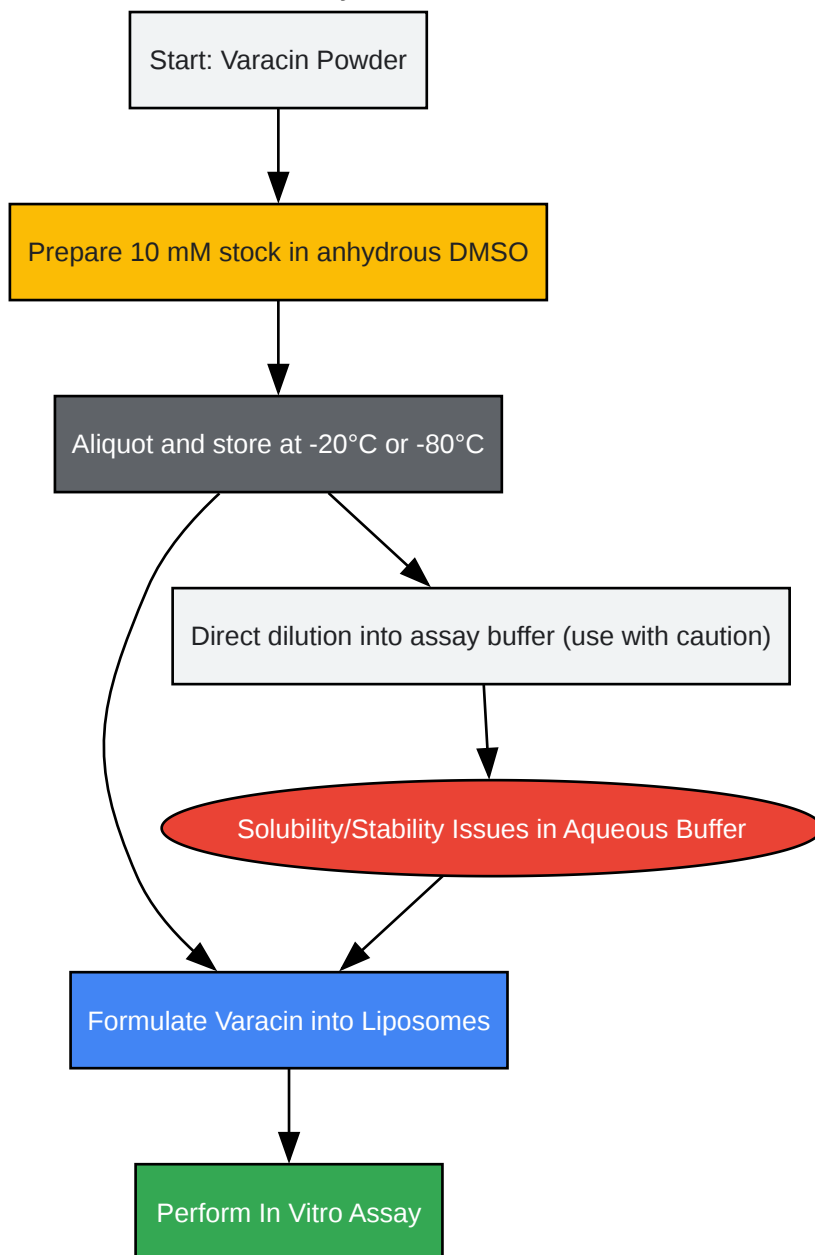 Start: Varacin Powder
Prepare 10 mM stock in anhydrous DMSO
Aliquot and store at -20°C or -80°C
Direct dilution into assay buffer (use with caution)
Solubility/Stability Issues in Aqueous Buffer
Formulate Varacin into Liposomes
Perform In Vitro Assay